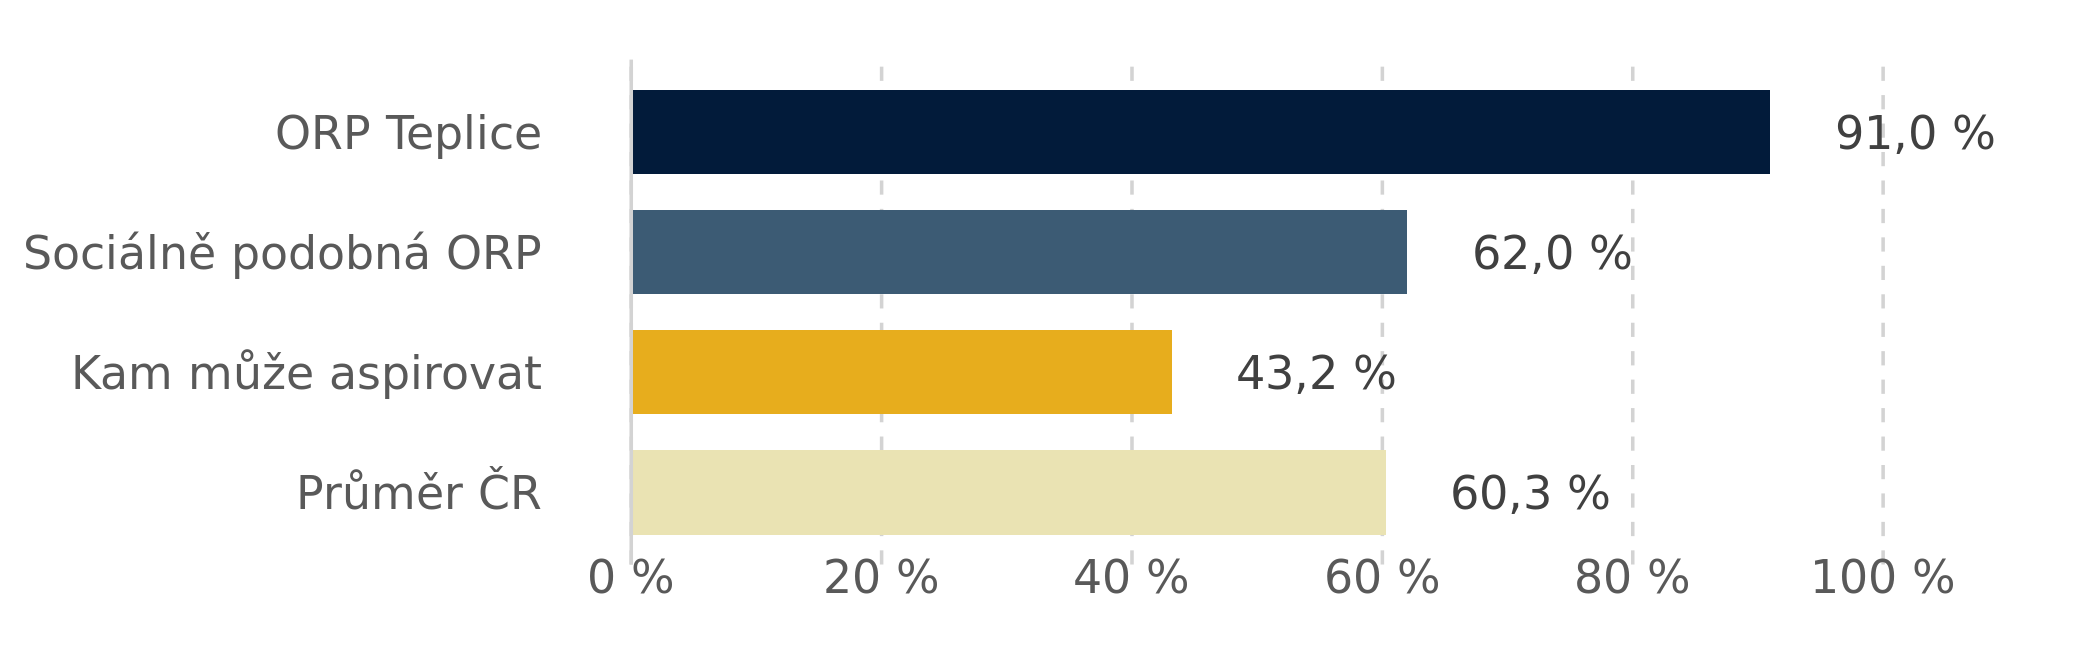 ORP Teplice 91,0 %
Sociálně podobná ORP 62,0 %
Kam může aspirovat 43,2 %
Průměr ČR 60,3 %
0 % 20 % 40 % 60 % 80 % 100 %